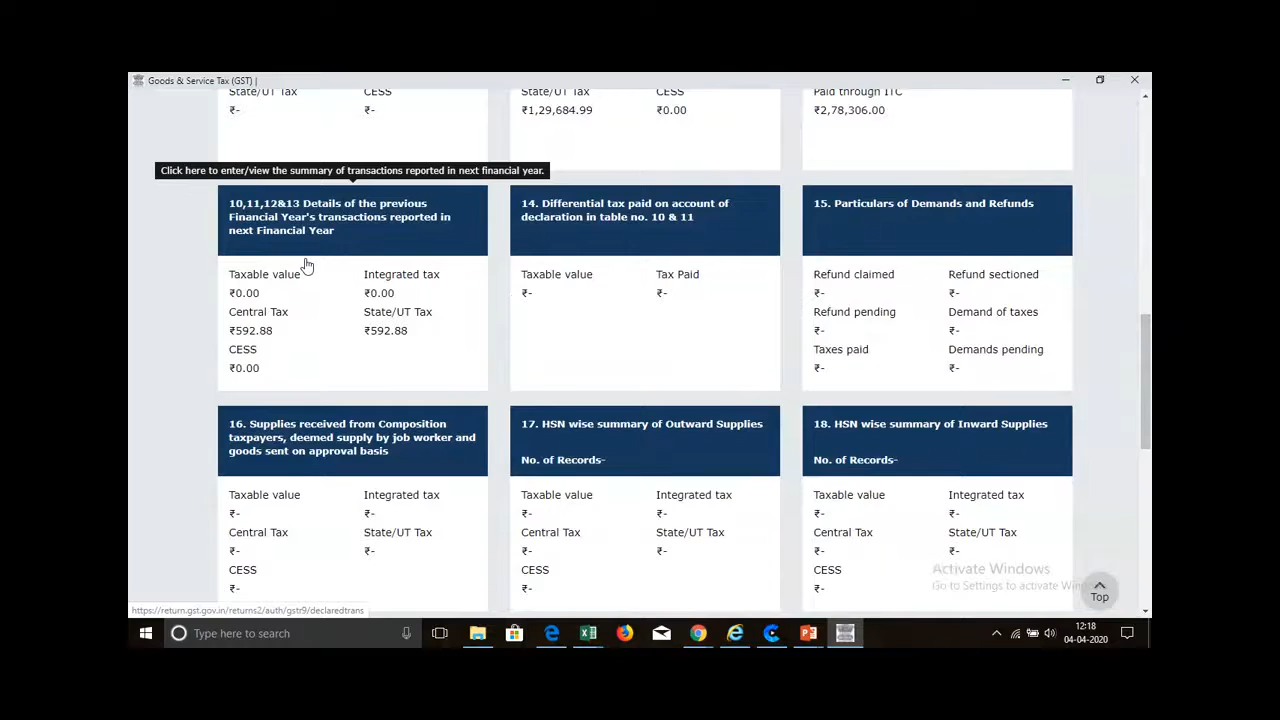 Goods & Service Tax (GST) |
State/UT Tax CESS
₹- ₹-
State/UT Tax CESS
₹1,29,684.99 ₹0.00
Paid through ITC
₹2,78,306.00
Click here to enter/view the summary of transactions reported in next financial year.
10,11,12&13 Details of the previous
Financial Year's transactions reported in
next Financial Year
Taxable value Integrated tax
₹0.00 ₹0.00
Central Tax State/UT Tax
₹592.88 ₹592.88
CESS
₹0.00
14. Differential tax paid on account of
declaration in table no. 10 & 11
Taxable value Tax Paid
₹- ₹-
15. Particulars of Demands and Refunds
Refund claimed Refund sectioned
₹- ₹-
Refund pending Demand of taxes
₹- ₹-
Taxes paid Demands pending
₹- ₹-
16. Supplies received from Composition
taxpayers, deemed supply by job worker and
goods sent on approval basis
Taxable value Integrated tax
₹- ₹-
Central Tax State/UT Tax
₹- ₹-
CESS
₹-
17. HSN wise summary of Outward Supplies
No. of Records-
Taxable value Integrated tax
₹- ₹-
Central Tax State/UT Tax
₹- ₹-
CESS
₹-
18. HSN wise summary of Inward Supplies
No. of Records-
Taxable value Integrated tax
₹- ₹-
Central Tax State/UT Tax
₹- ₹-
CESS
₹-
Activate Windows
Go to Settings to activate
Top
https://return.gst.gov.in/returns2/auth/gstr9/declaredtrans
Type here to search
12:18
04-04-2020